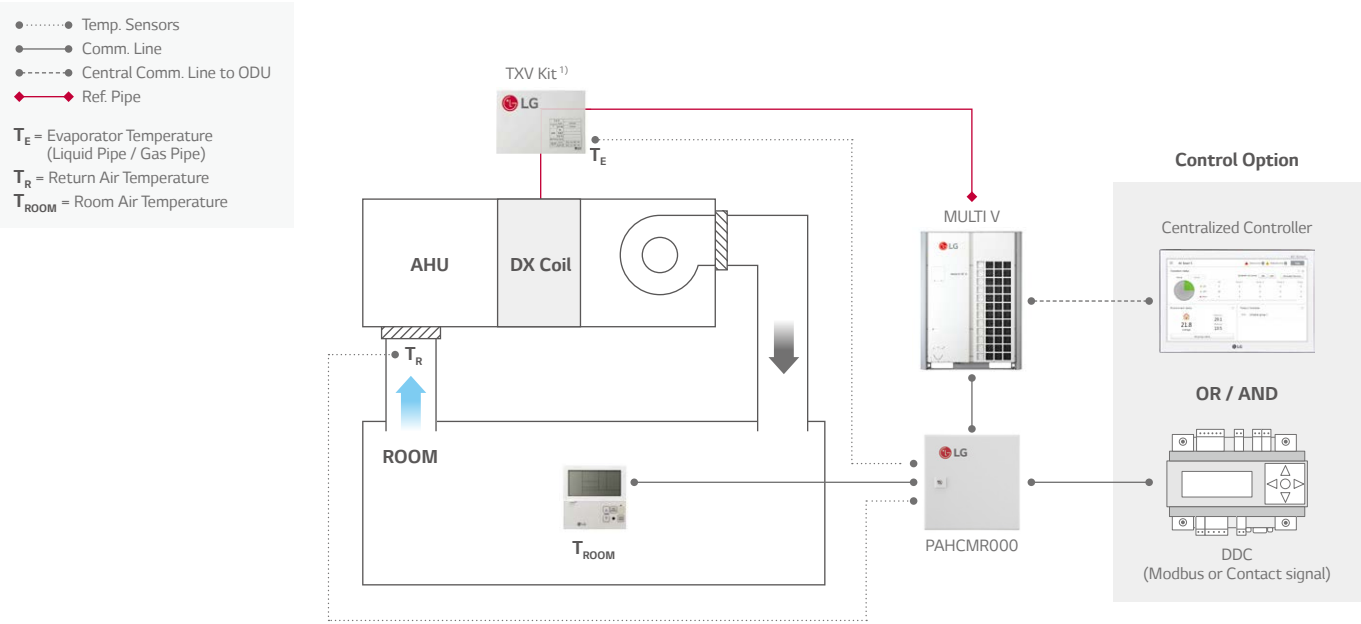 Temp. Sensors
Comm. Line
Central Comm. Line to ODU
Ref. Pipe
TE = Evaporator Temperature
(Liquid Pipe / Gas Pipe)
TR = Return Air Temperature
TROOM = Room Air Temperature
TXV Kit 1)
LG
TE
AHU
DX Coil
TR
ROOM
LG
TROOM
MULTI V
LG
LG
PAHCMR000
Control Option
Centralized Controller
21.8
LG
OR / AND
DDC
(Modbus or Contact signal)